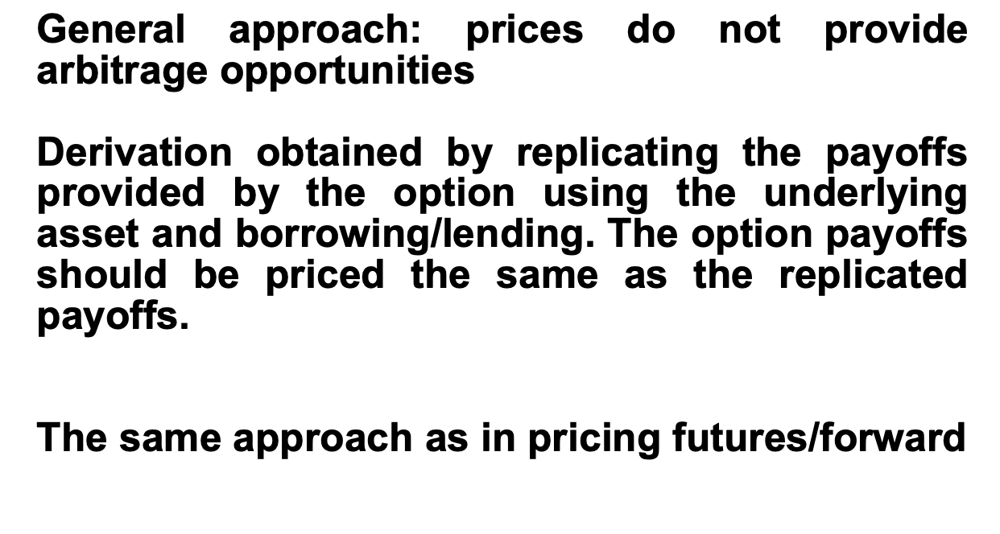 General approach: prices do not provide
arbitrage opportunities
Derivation obtained by replicating the payoffs
provided by the option using the underlying
asset and borrowing/lending. The option payoffs
should be priced the same as the replicated
payoffs.
The same approach as in pricing futures/forward